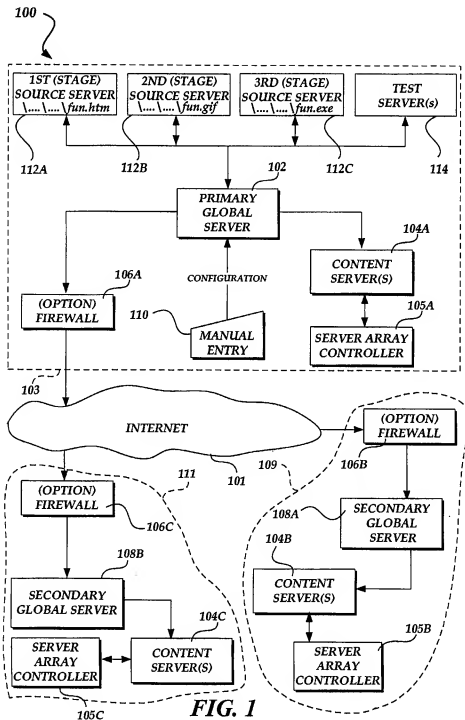 100
1ST (STAGE)
SOURCE SERVER
\.... \.... \fun.htm
2ND (STAGE)
SOURCE SERVER
\.... \.... \fun.gif
3RD (STAGE)
SOURCE SERVER
\.... \.... \fun.exe
TEST
SERVER(s)
112A
112B
112C
114
102
PRIMARY
GLOBAL
SERVER
104A
CONTENT
SERVER(S)
106A
(OPTION)
FIREWALL
CONFIGURATION
110
MANUAL
ENTRY
105A
SERVER ARRAY
CONTROLLER
103
INTERNET
101
(OPTION)
FIREWALL
106B
109
111
(OPTION)
FIREWALL
106C
108A
SECONDARY
GLOBAL
SERVER
108B
SECONDARY
GLOBAL SERVER
104B
CONTENT
SERVER(S)
104C
CONTENT
SERVER(S)
SERVER
ARRAY
CONTROLLER
105C
105B
SERVER
ARRAY
CONTROLLER
FIG. 1